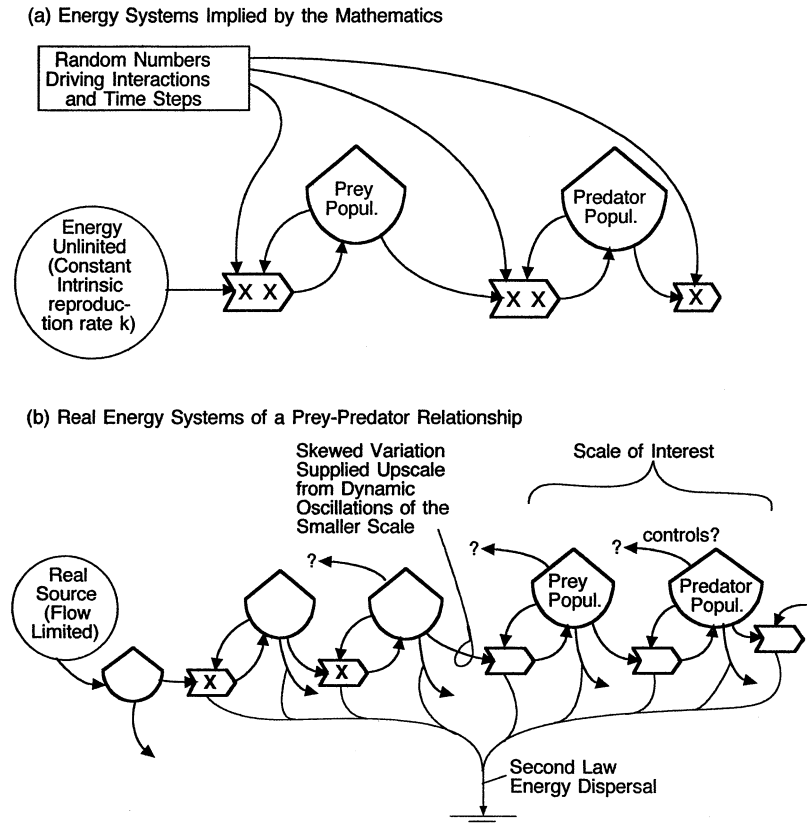 (a) Energy Systems Implied by the Mathematics
Random Numbers
Driving Interactions
and Time Steps
Prey
Popul.
Predator
Popul.
Energy
Unlinited
(Constant
Intrinsic
reproduc-
tion rate k)
X X
X X
X
(b) Real Energy Systems of a Prey-Predator Relationship
Skewed Variation
Supplied Upscale
from Dynamic
Oscillations of the
Smaller Scale
Scale of Interest
?
?
? controls?
Real
Source
(Flow
Limited)
Prey
Popul.
Predator
Popul.
X
X
Second Law
Energy Dispersal